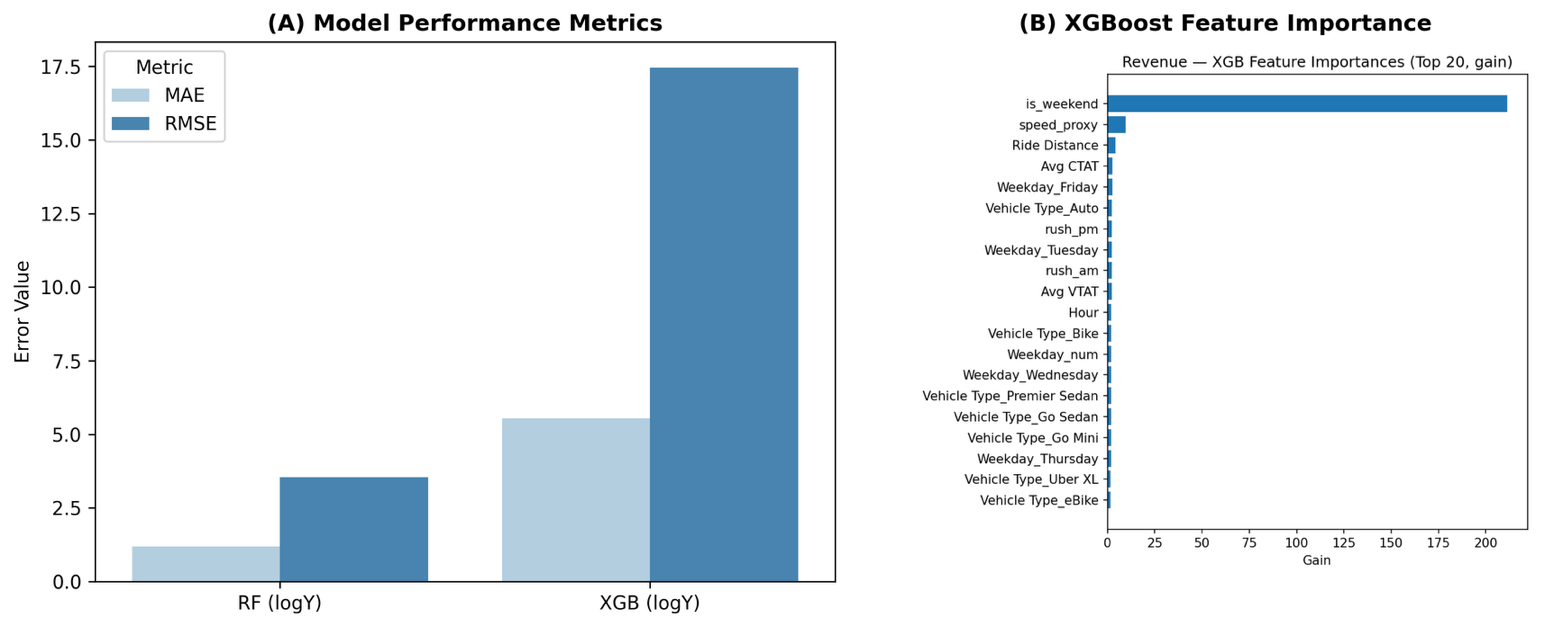 (A) Model Performance Metrics
Metric
MAE
RMSE
Error Value
17.5
15.0
12.5
10.0
7.5
5.0
2.5
0.0
RF (logY)
XGB (logY)
(B) XGBoost Feature Importance
Revenue — XGB Feature Importances (Top 20, gain)
is_weekend
speed_proxy
Ride Distance
Avg CTAT
Weekday_Friday
Vehicle Type_Auto
rush_pm
Weekday_Tuesday
rush_am
Avg VTAT
Hour
Vehicle Type_Bike
Weekday_num
Weekday_Wednesday
Vehicle Type_Premier Sedan
Vehicle Type_Go Sedan
Vehicle Type_Go Mini
Weekday_Thursday
Vehicle Type_Uber XL
Vehicle Type_eBike
0 25 50 75 100 125 150 175 200
Gain